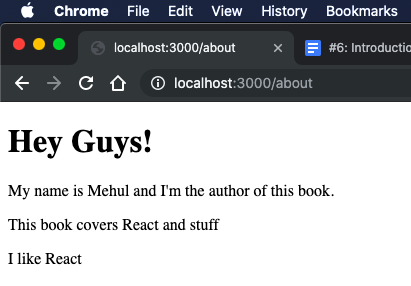 Chrome File Edit View History Bookmarks
localhost:3000/about
#6: Introductio
localhost:3000/about
Hey Guys!
My name is Mehul and I'm the author of this book.
This book covers React and stuff
I like React